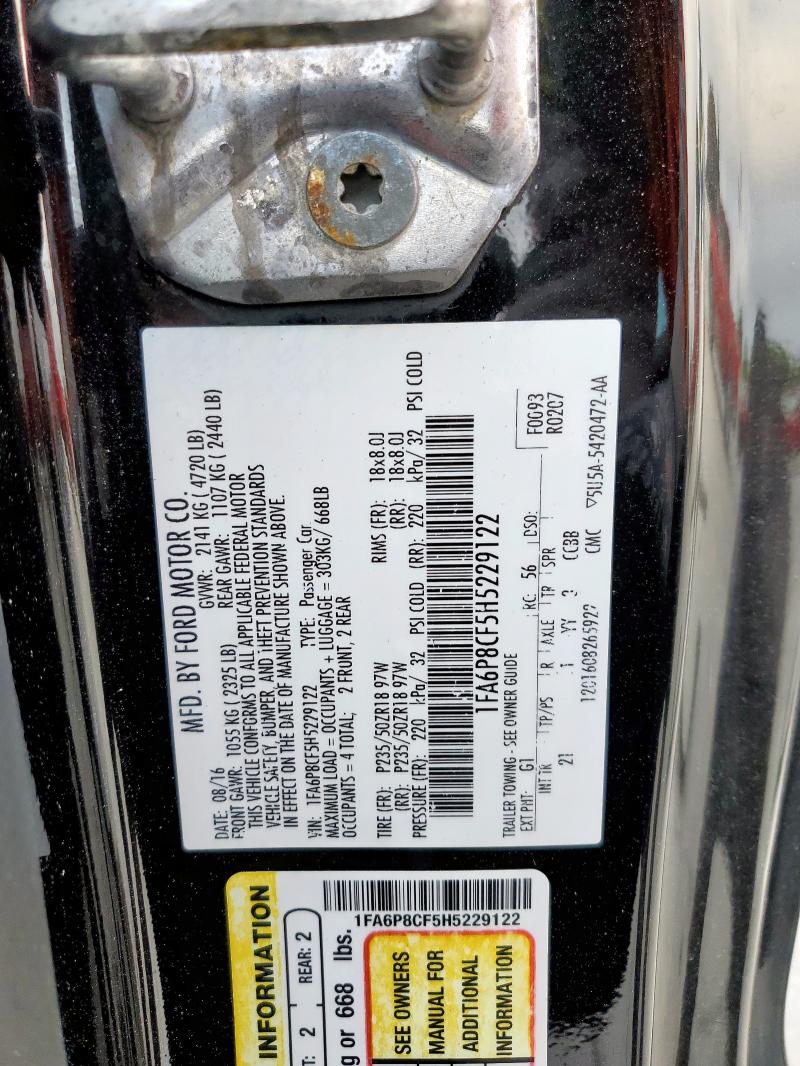 MFD. BY FORD MOTOR CO.
DATE: 08/16 GVWR: 2141 KG ( 4720 LB)
FRONT GAWR: 1055 KG ( 2325 LB) REAR GAWR: 1107 KG ( 2440 LB)
THIS VEHICLE CONFORMS TO ALL APPLICABLE FEDERAL MOTOR
VEHICLE SAFETY, BUMPER, AND THEFT PREVENTION STANDARDS
IN EFFECT ON THE DATE OF MANUFACTURE SHOWN ABOVE.
VIN: 1FA6P8CF5H5229122 TYPE: Passenger Car
MAXIMUM LOAD = OCCUPANTS + LUGGAGE = 303KG/ 668LB
OCCUPANTS = 4 TOTAL: 2 FRONT, 2 REAR
TIRE (FR): P235/50ZR18 97W RIMS (FR): 18x8.0J
(RR): P235/50ZR18 97W (RR): 18x8.0J
PRESSURE (FR): 220 kPa/ 32 PSI COLD (RR): 220 kPa/ 32 PSI COLD
1FA6P8CF5H5229122
TRAILER TOWING - SEE OWNER GUIDE
F0G93
R02C7
EXT PNT: G1 RC: 56 DSO:
INT TR TP/PS R AXLE TR SPR
21 1 YY CC3B
1201608265922 CMC ▽5U5A-5420472-AA
INFORMATION
2 REAR: 2
g or 668 lbs.
1FA6P8CF5H5229122
SEE OWNERS
MANUAL FOR
ADDITIONAL
INFORMATION